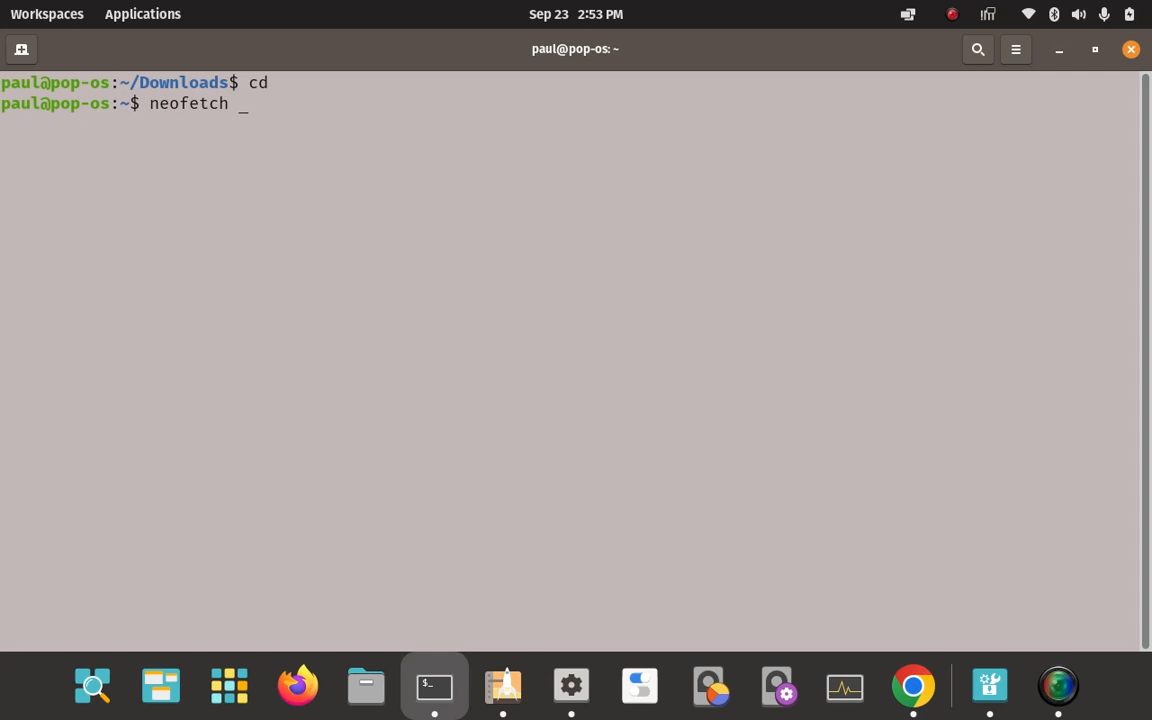 Workspaces Applications Sep 23 2:53 PM
paul@pop-os: ~
paul@pop-os:~/Downloads$ cd
paul@pop-os:~$ neofetch _
$_